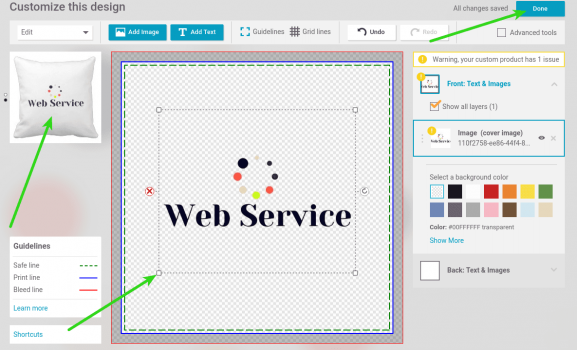 Customize this design
All changes saved
Done
Edit
Add Image
Add Text
Guidelines
Grid lines
Undo
Redo
Advanced tools
Web Service
Guidelines
Safe line
Print line
Bleed line
Learn more
Shortcuts
Web Service
Warning, your custom product has 1 issue
Front: Text & Images
Show all layers (1)
Image (cover image)
110f2758-ee86-44f4-8...
Select a background color
Color: #00FFFFFF transparent
Show More
Back: Text & Images